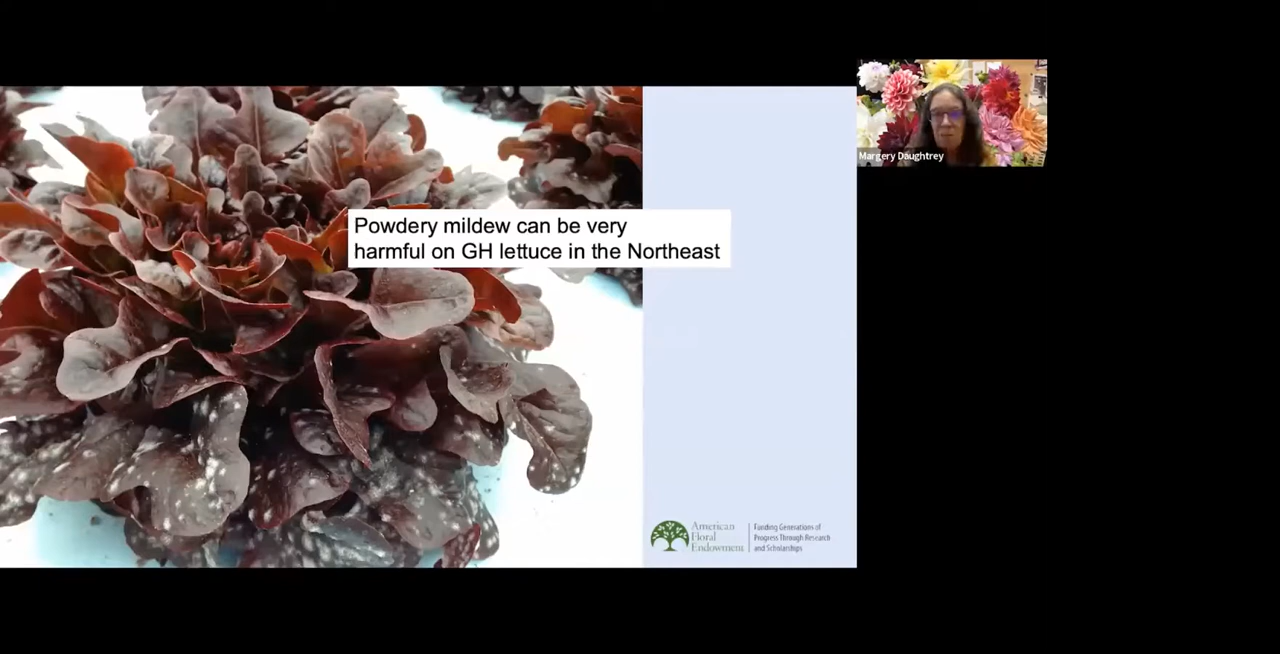 Powdery mildew can be very
harmful on GH lettuce in the Northeast
Margery Daughtrey
American
Floral
Endowment
Funding Generations of
Progress Through Research
and Scholarships